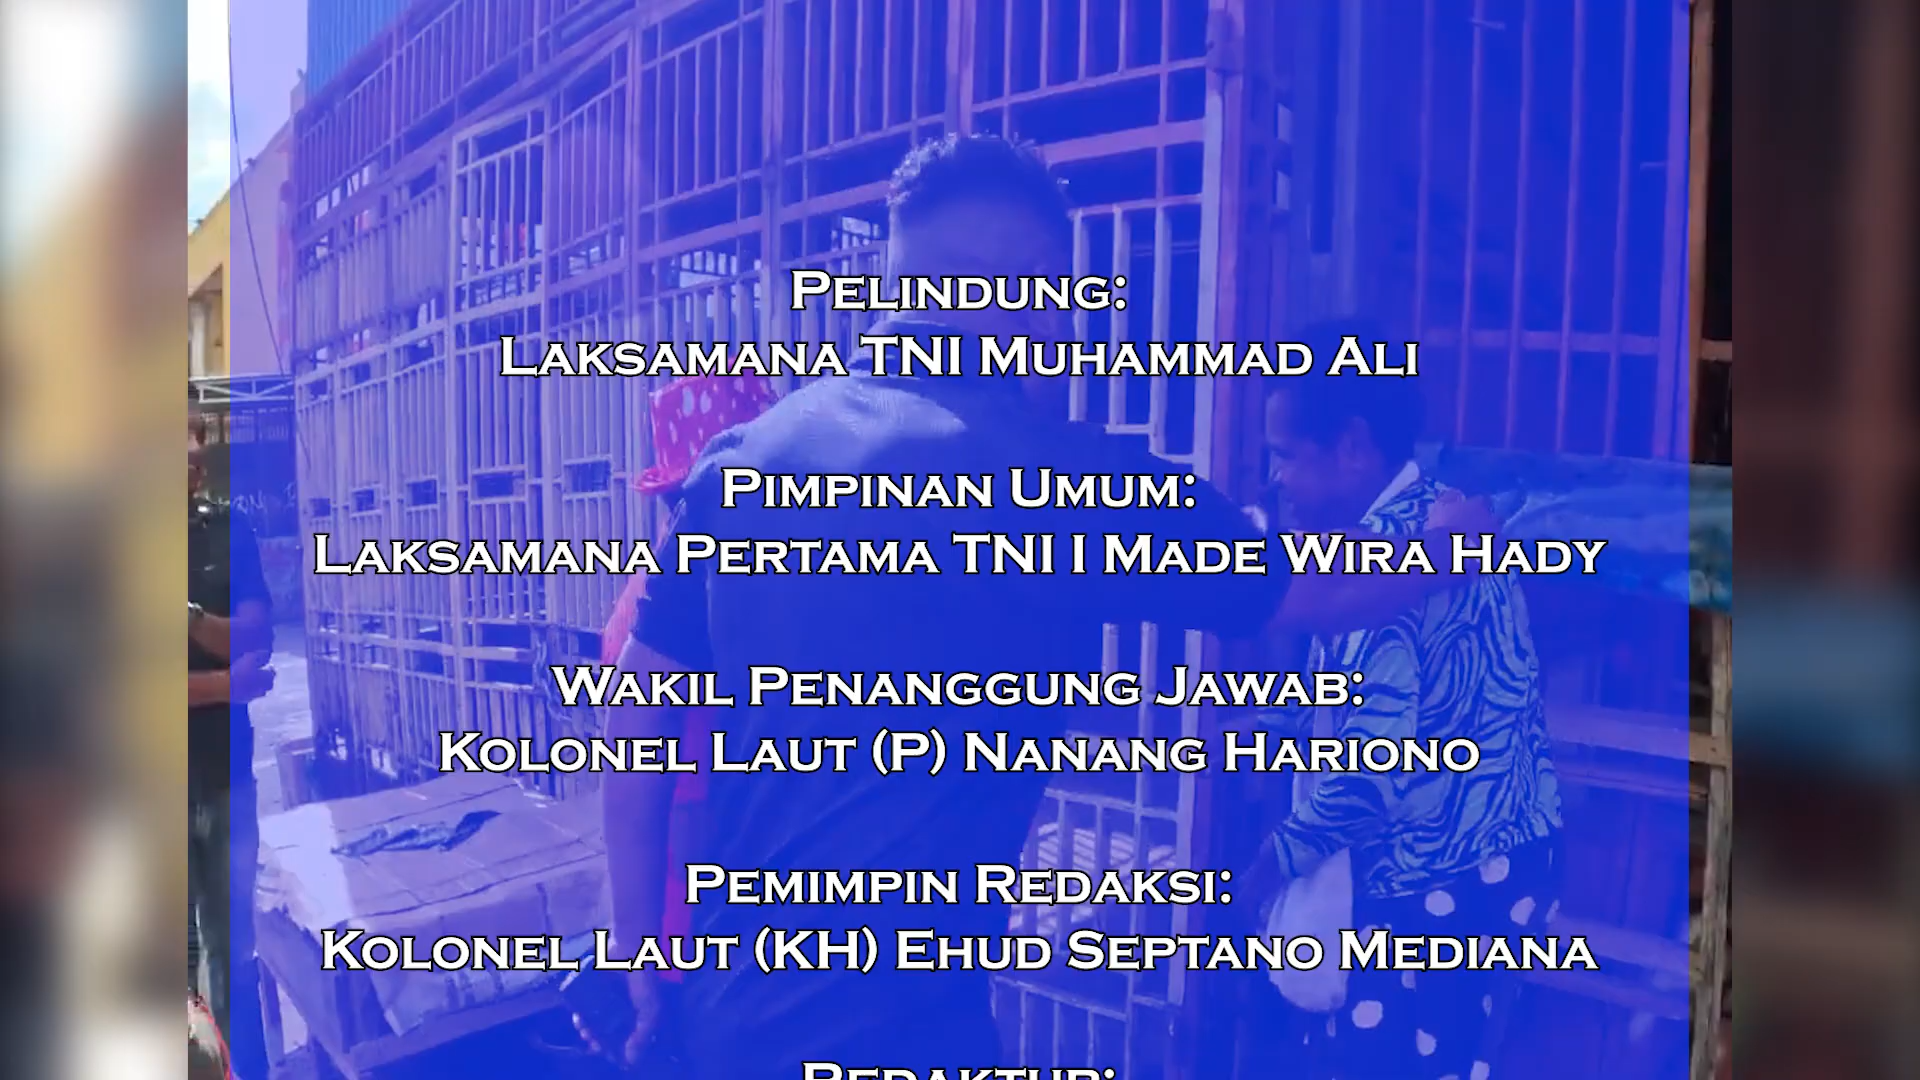 Pelindung:
Laksamana TNI Muhammad Ali
Pimpinan Umum:
Laksamana Pertama TNI I Made Wira Hady
Wakil Penanggung Jawab:
Kolonel Laut (P) Nanang Hariono
Pemimpin Redaksi:
Kolonel Laut (KH) Ehud Septano Mediana
Redaktur: